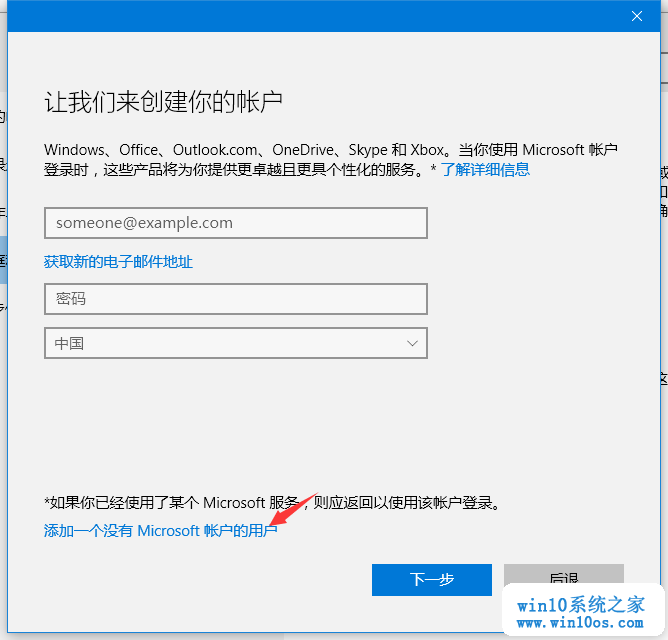 让我们来创建你的帐户
Windows、Office、Outlook.com、OneDrive、Skype 和 Xbox。当你使用 Microsoft 帐户
登录时，这些产品将为你提供更卓越且更具个性化的服务。* 了解详细信息
someone@example.com
获取新的电子邮件地址
密码
中国
*如果你已经使用了某个 Microsoft 服务，则应返回以使用该帐户登录。
添加一个没有 Microsoft 帐户的用户
下一步
后退
win10系统之家
www.win10os.com